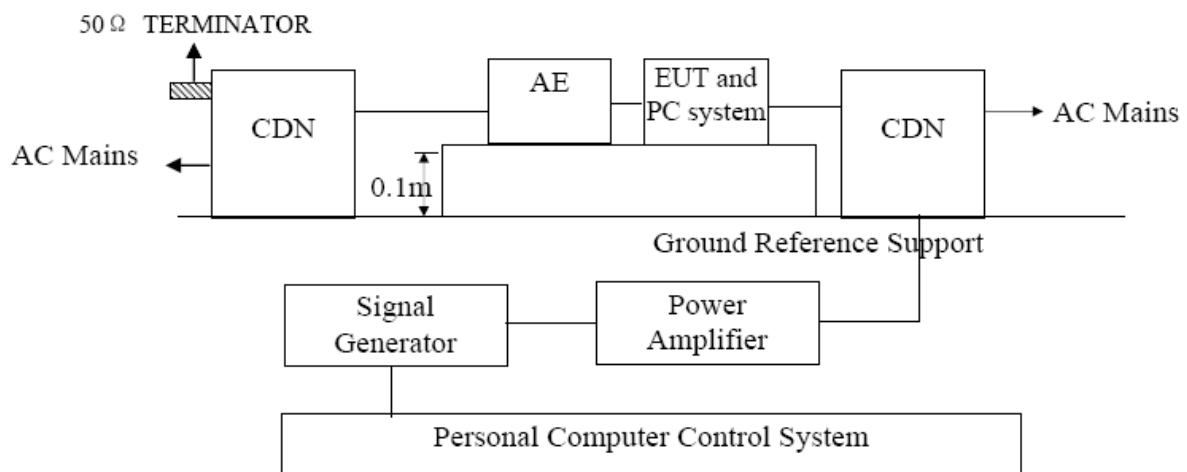 50Ω TERMINATOR
CDN
AC Mains
AE
EUT and
PC system
CDN
AC Mains
0.1m
Ground Reference Support
Signal
Generator
Power
Amplifier
Personal Computer Control System